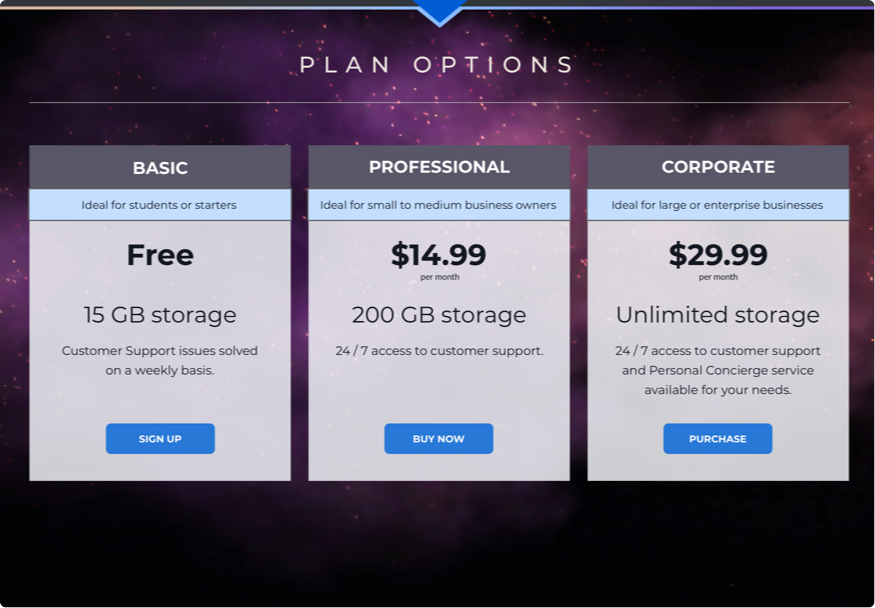 PLAN OPTIONS
BASIC
Ideal for students or starters
Free
15 GB storage
Customer Support issues solved
on a weekly basis.
SIGN UP
PROFESSIONAL
Ideal for small to medium business owners
$14.99
per month
200 GB storage
24 / 7 access to customer support.
BUY NOW
CORPORATE
Ideal for large or enterprise businesses
$29.99
per month
Unlimited storage
24 / 7 access to customer support
and Personal Concierge service
available for your needs.
PURCHASE